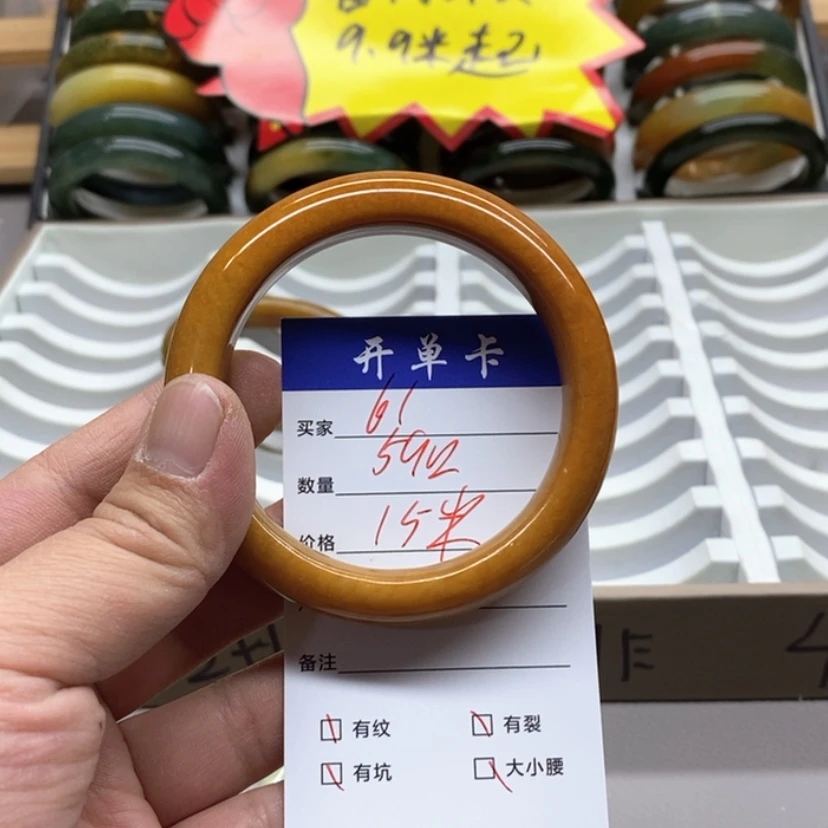 9.9米起
开单卡
买家 61
数量
价格 15米
备注
有纹 有裂
有坑 大小腰